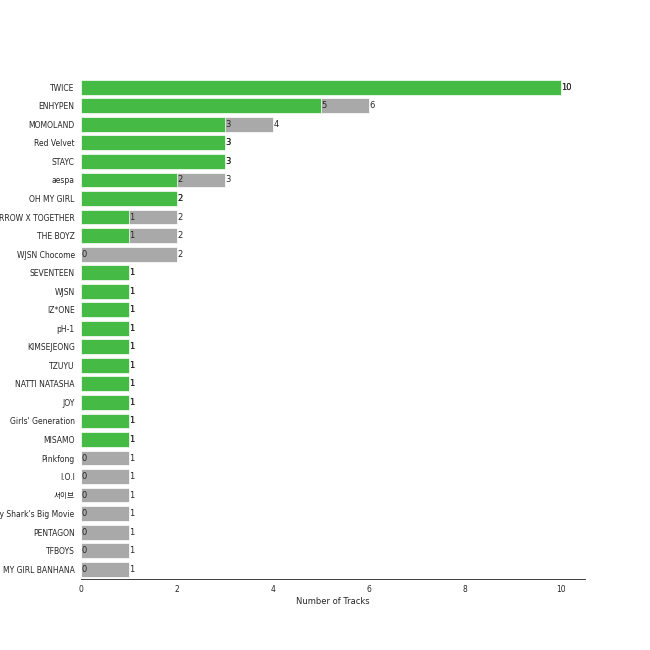 TWICE 10
ENHYPEN 5 6
MOMOLAND 3 4
Red Velvet 3
STAYC 3
aespa 2 3
OH MY GIRL 2
RROW X TOGETHER 1 2
THE BOYZ 1 2
WJSN Chocome 0 2
SEVENTEEN 1
WJSN 1
IZ*ONE 1
pH-1 1
KIMSEJEONG 1
TZUYU 1
NATTI NATASHA 1
JOY 1
Girls' Generation 1
MISAMO 1
Pinkfong 0 1
I.O.I 0 1
서이브 0 1
y Shark's Big Movie 0 1
PENTAGON 0 1
TFBOYS 0 1
MY GIRL BANHANA 0 1
0 2 4 6 8 10
Number of Tracks